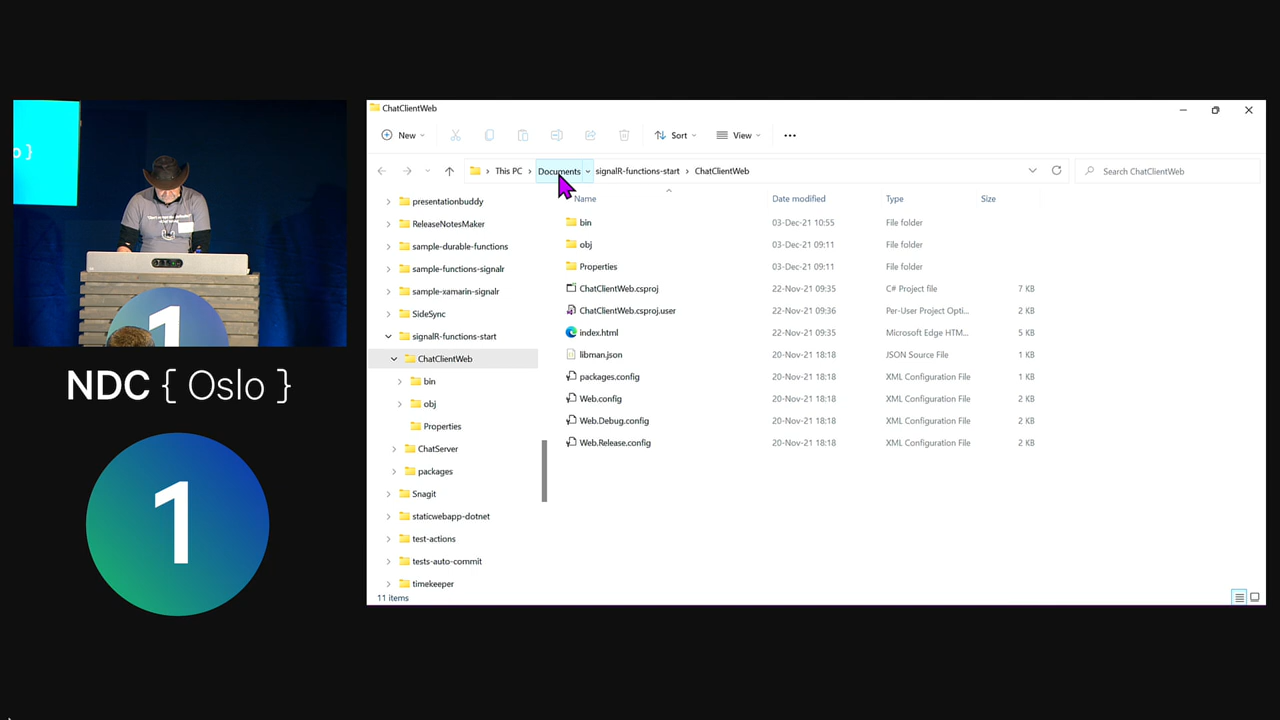 o }
1
NDC { Oslo }
1
ChatClientWeb
New
Sort
View
This PC
Documents
signalR-functions-start
ChatClientWeb
Search ChatClientWeb
presentationbuddy
ReleaseNotesMaker
sample-durable-functions
sample-functions-signalr
sample-xamarin-signalr
SideSync
signalR-functions-start
ChatClientWeb
bin
obj
Properties
ChatServer
packages
Snagit
staticwebapp-dotnet
test-actions
tests-auto-commit
timekeeper
Name Date modified Type Size
bin 03-Dec-21 10:55 File folder
obj 03-Dec-21 09:11 File folder
Properties 03-Dec-21 09:11 File folder
ChatClientWeb.csproj 22-Nov-21 09:35 C# Project file 7 KB
ChatClientWeb.csproj.user 22-Nov-21 09:36 Per-User Project Opti... 2 KB
index.html 22-Nov-21 09:35 Microsoft Edge HTM... 5 KB
libman.json 20-Nov-21 18:18 JSON Source File 1 KB
packages.config 20-Nov-21 18:18 XML Configuration File 1 KB
Web.config 20-Nov-21 18:18 XML Configuration File 2 KB
Web.Debug.config 20-Nov-21 18:18 XML Configuration File 2 KB
Web.Release.config 20-Nov-21 18:18 XML Configuration File 2 KB
11 items